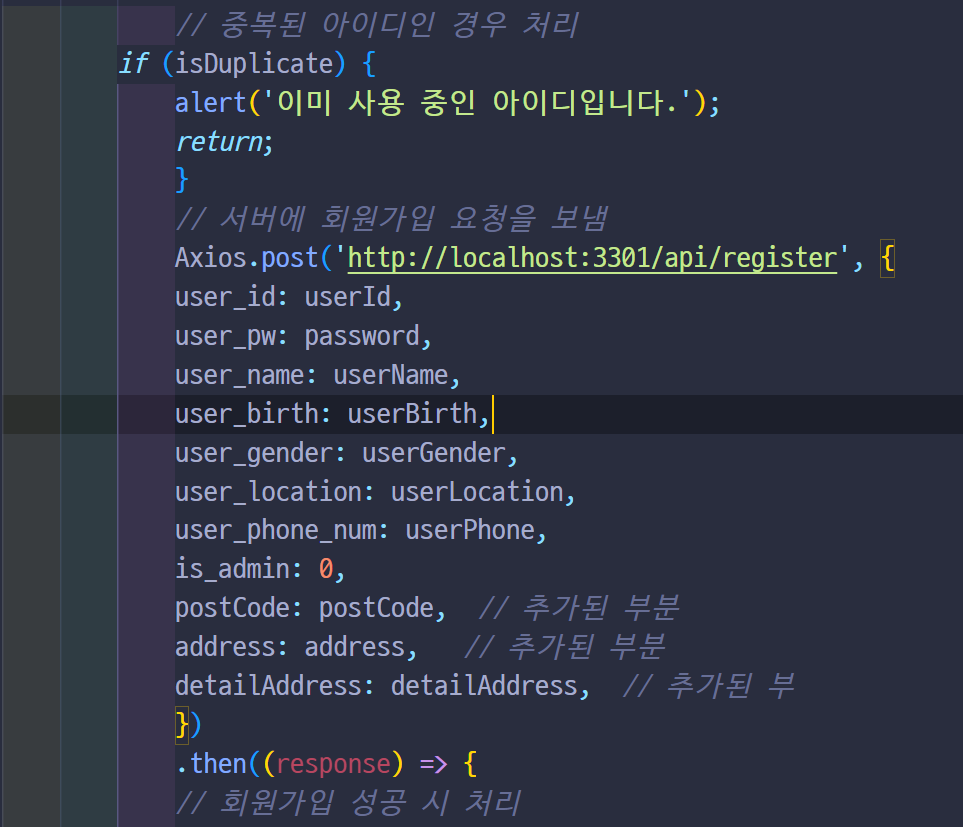 // 중복된 아이디인 경우 처리
if (isDuplicate) {
alert('이미 사용 중인 아이디입니다.');
return;
}
// 서버에 회원가입 요청을 보냄
Axios.post('http://localhost:3301/api/register', {
user_id: userId,
user_pw: password,
user_name: userName,
user_birth: userBirth,
user_gender: userGender,
user_location: userLocation,
user_phone_num: userPhone,
is_admin: 0,
postCode: postCode,  // 추가된 부분
address: address,   // 추가된 부분
detailAddress: detailAddress,  // 추가된 부
})
.then((response) => {
// 회원가입 성공 시 처리